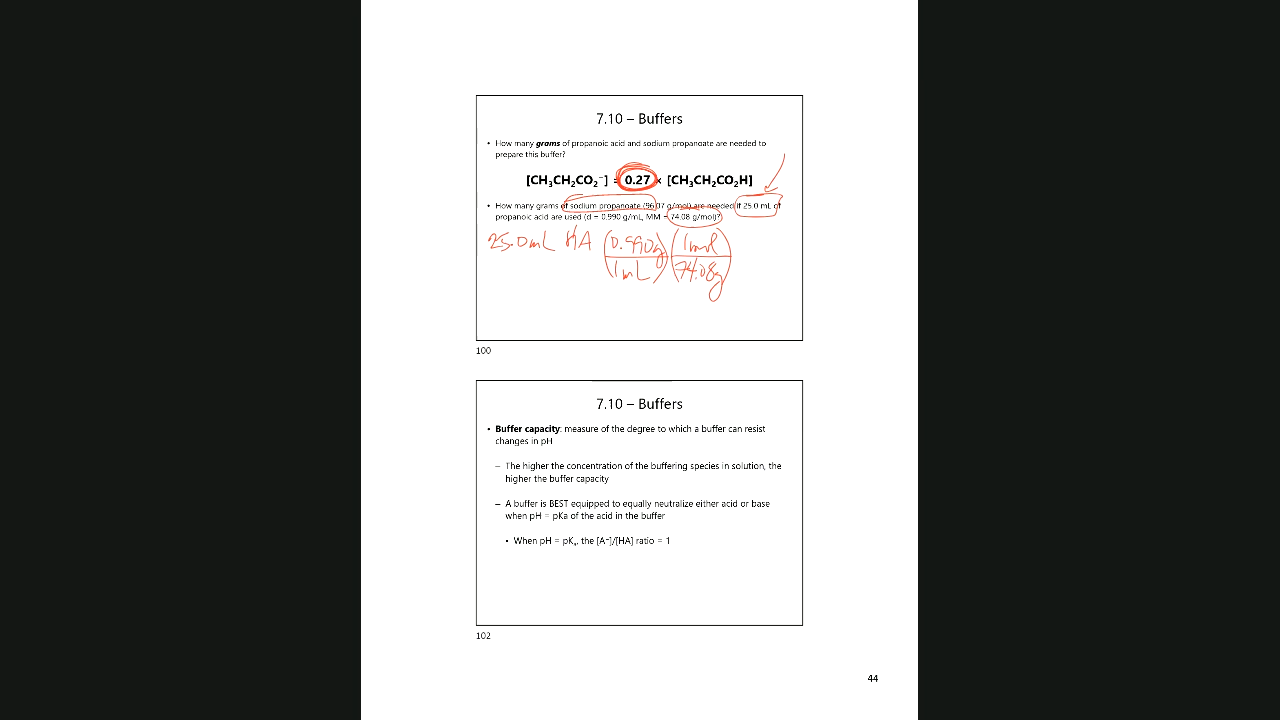 7.10 – Buffers
• How many grams of propanoic acid and sodium propanoate are needed to
prepare this buffer?
[CH₃CH₂CO₂⁻] = 0.27 × [CH₃CH₂CO₂H]
• How many grams of sodium propanoate (96.07 g/mol) are needed if 25.0 mL of
propanoic acid are used (d = 0.990 g/mL, MM = 74.08 g/mol)?
25.0mL HA (0.990g / 1mL) (1mol / 74.08g)
100
7.10 – Buffers
• Buffer capacity: measure of the degree to which a buffer can resist
changes in pH
– The higher the concentration of the buffering species in solution, the
higher the buffer capacity
– A buffer is BEST equipped to equally neutralize either acid or base
when pH = pKa of the acid in the buffer
• When pH = pKₐ, the [A⁻]/[HA] ratio = 1
102
44